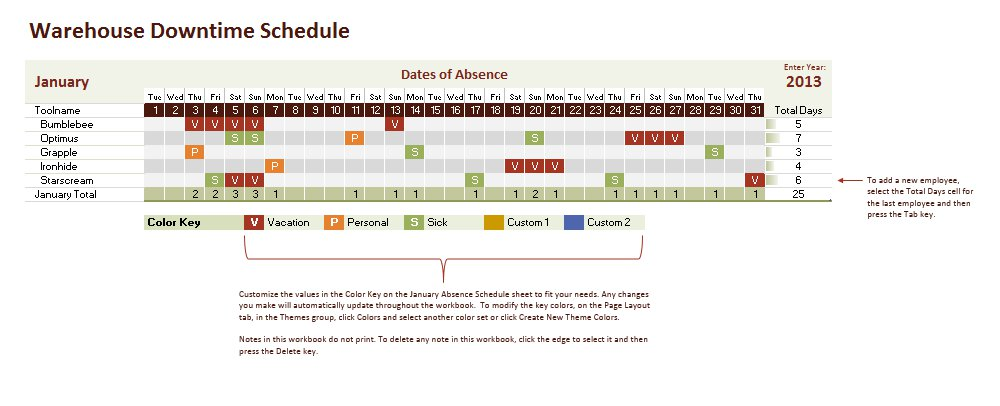 Warehouse Downtime Schedule
Enter Year:
January Dates of Absence 2013
Tue Wed Thu Fri Sat Sun Mon Tue Wed Thu Fri Sat Sun Mon Tue Wed Thu Fri Sat Sun Mon Tue Wed Thu Fri Sat Sun Mon Tue Wed Thu
Toolname 1 2 3 4 5 6 7 8 9 10 11 12 13 14 15 16 17 18 19 20 21 22 23 24 25 26 27 28 29 30 31 Total Days
Bumblebee V V V V V 5
Optimus S S P S V V V 7
Grapple P S S 3
Ironhide P V V V 4
Starscream S V V S S V 6
January Total 2 2 3 3 1 1 1 1 1 1 2 1 1 1 1 1 1 1 25
To add a new employee,
select the Total Days cell for
the last employee and then
press the Tab key.
Color Key V Vacation P Personal S Sick Custom 1 Custom 2
Customize the values in the Color Key on the January Absence Schedule sheet to fit your needs. Any changes
you make will automatically update throughout the workbook. To modify the key colors, on the Page Layout
tab, in the Themes group, click Colors and select another color set or click Create New Theme Colors.
Notes in this workbook do not print. To delete any note in this workbook, click the edge to select it and then
press the Delete key.